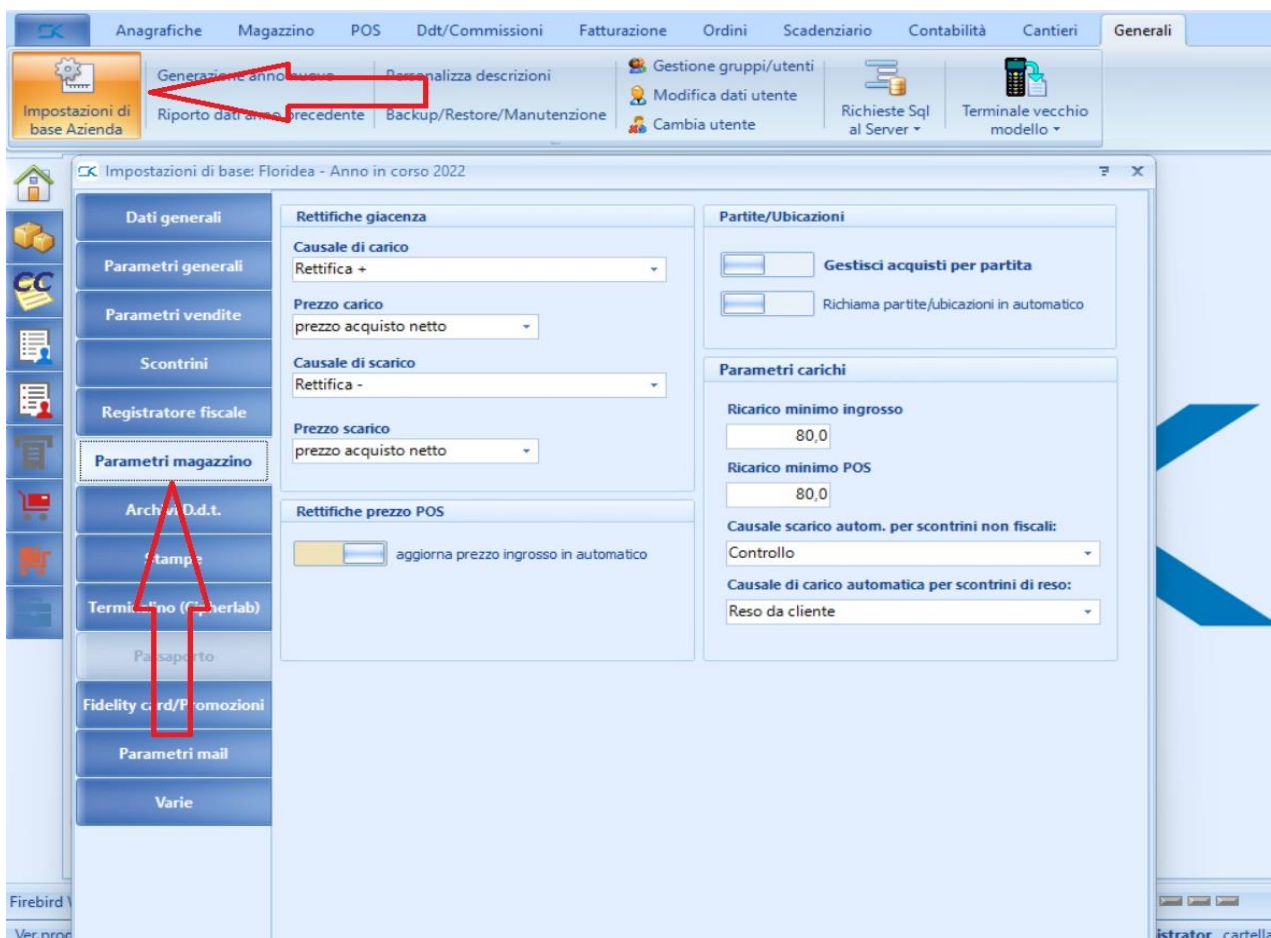 Anagrafiche Magazzino POS Ddt/Commissioni Fatturazione Ordini Scadenziario Contabilità Cantieri Generali
Impostazioni di base Azienda
Generazione anno nuovo
Riporto dati anno precedente
Personalizza descrizioni
Backup/Restore/Manutenzione
Gestione gruppi/utenti
Modifica dati utente
Cambia utente
Richieste Sql
al Server
Terminale vecchio
modello
Impostazioni di base: Floridea - Anno in corso 2022
CC
Dati generali
Parametri generali
Parametri vendite
Scontrini
Registratore fiscale
Parametri magazzino
Archivi D.d.t.
Stampe
Terminalino (Cipherlab)
Passaporto
Fidelity card/Promozioni
Parametri mail
Varie
Rettifiche giacenza
Causale di carico
Rettifica +
Prezzo carico
prezzo acquisto netto
Causale di scarico
Rettifica -
Prezzo scarico
prezzo acquisto netto
Rettifiche prezzo POS
aggiorna prezzo ingrosso in automatico
Partite/Ubicazioni
Gestisci acquisti per partita
Richiama partite/ubicazioni in automatico
Parametri carichi
Ricarico minimo ingrosso
80,0
Ricarico minimo POS
80,0
Causale scarico autom. per scontrini non fiscali:
Controllo
Causale di carico automatica per scontrini di reso:
Reso da cliente
Firebird